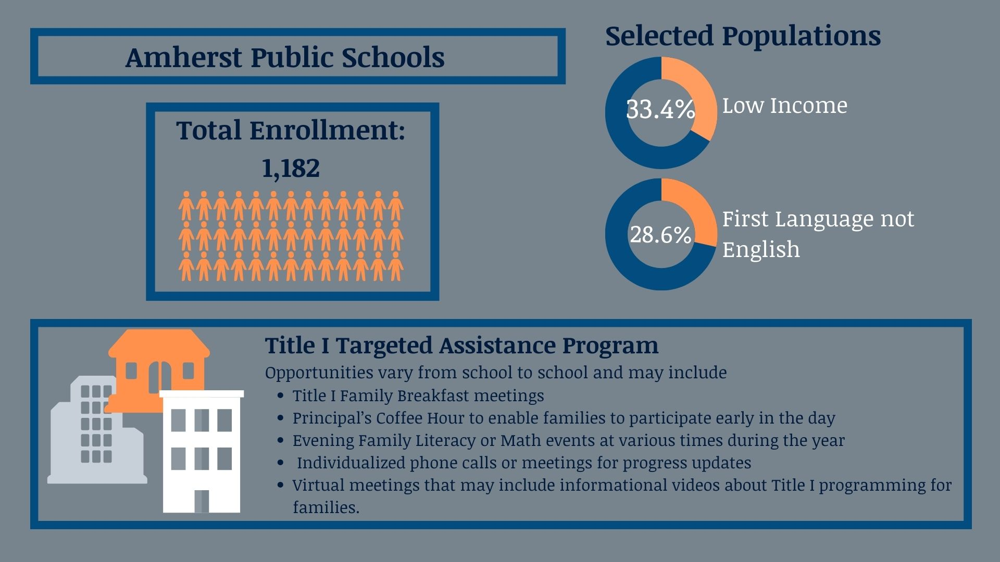 Amherst Public Schools
Total Enrollment:
1,182
Selected Populations
33.4%
Low Income
28.6%
First Language not
English
Title I Targeted Assistance Program
Opportunities vary from school to school and may include
• Title I Family Breakfast meetings
• Principal’s Coffee Hour to enable families to participate early in the day
• Evening Family Literacy or Math events at various times during the year
• Individualized phone calls or meetings for progress updates
• Virtual meetings that may include informational videos about Title I programming for
families.